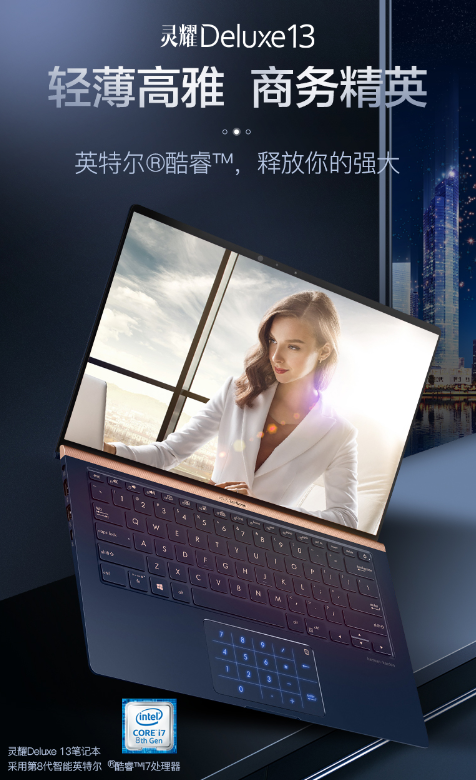 灵耀Deluxe13
轻薄高雅 商务精英
英特尔®酷睿™,释放你的强大
intel
CORE i7
8th Gen
灵耀Deluxe 13笔记本
采用第8代智能英特尔®酷睿™i7处理器